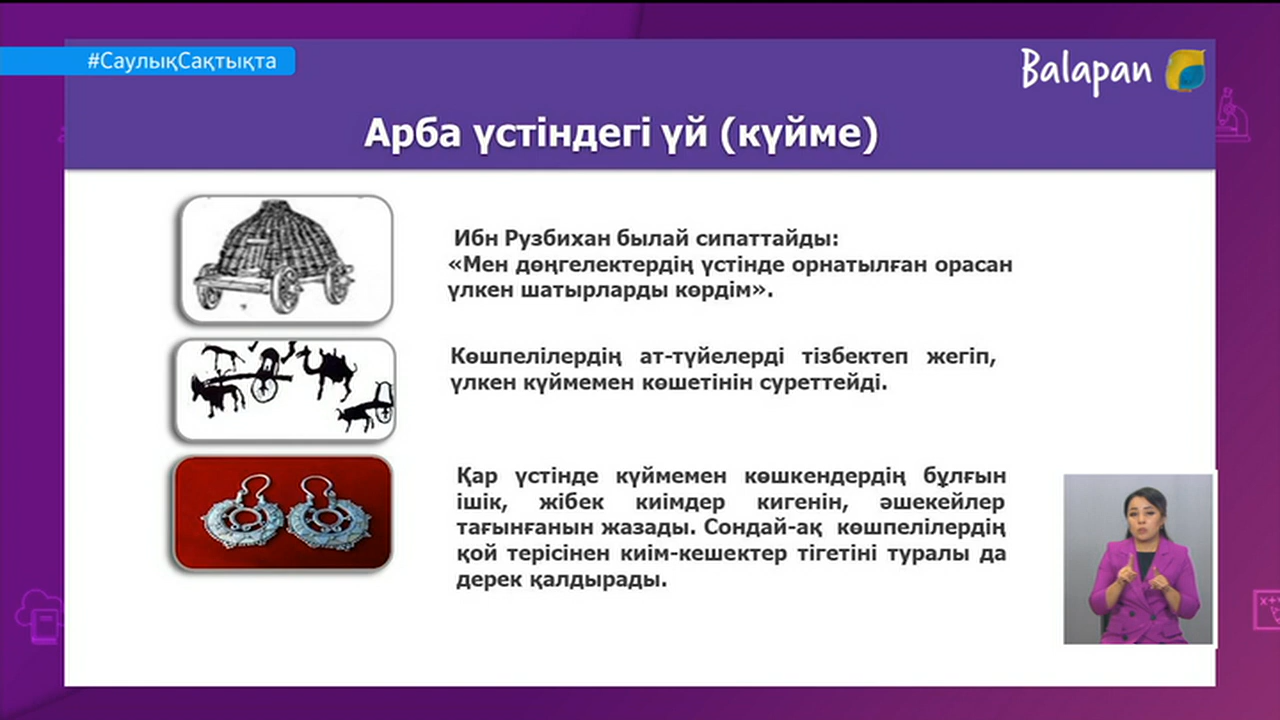 #СаулықСақтықта
Balapan
Арба үстіндегі үй (күйме)
Ибн Рузбихан былай сипаттайды:
«Мен дөңгелектердің үстінде орнатылған орасан
үлкен шатырларды көрдім».
Көшпелілердің ат-түйелерді тізбектеп жегіп,
үлкен күймемен көшетінін суреттейді.
Қар үстінде күймемен көшкендердің бұлғын
ішік, жібек киімдер кигенін, әшекейлер
тағынғанын жазады. Сондай-ақ көшпелілердің
қой терісінен киім-кешектер тігетіні туралы да
дерек қалдырады.